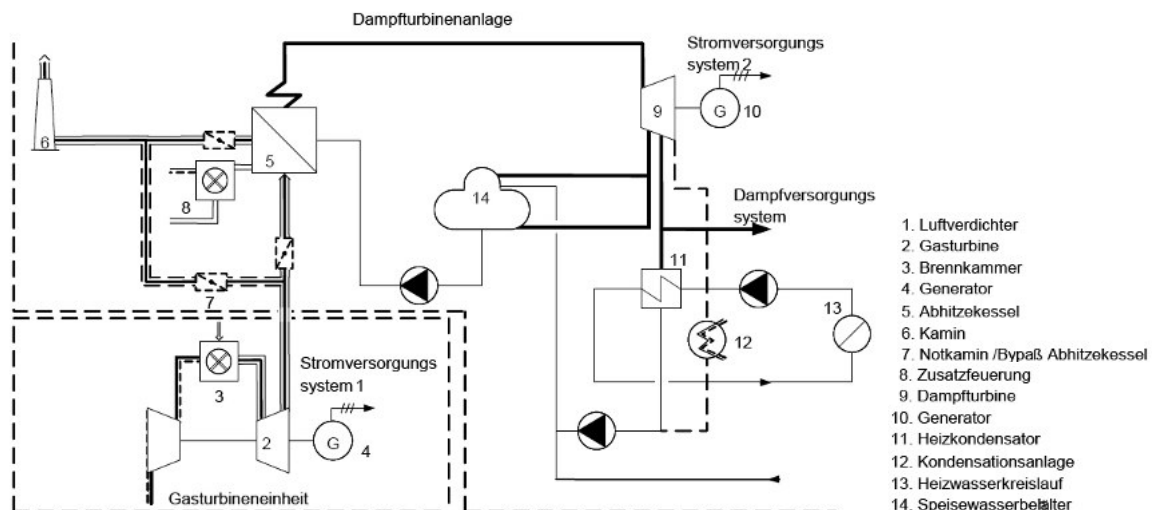 Dampfturbinenanlage
Stromversorgungs
system 2
6
5
8
7
9
G
10
14
Dampfversorgungs
system
11
13
12
3
Stromversorgungs
system 1
2
G
4
Gasturbineneinheit
1. Luftverdichter
2. Gasturbine
3. Brennkammer
4. Generator
5. Abhitzekessel
6. Kamin
7. Notkamin /Bypaß Abhitzekessel
8. Zusatzfeuerung
9. Dampfturbine
10. Generator
11. Heizkondensator
12. Kondensationsanlage
13. Heizwasserkreislauf
14. Speisewasserbehälter